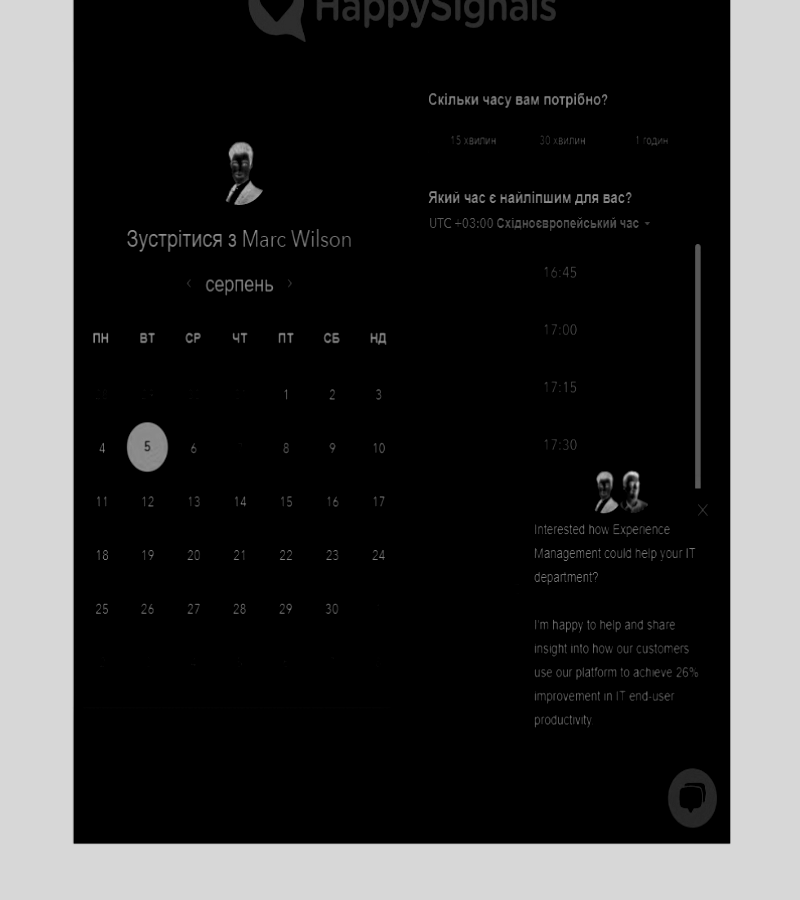 HappySignals
Зустрітися з Marc Wilson
серпень
ПН ВТ СР ЧТ ПТ СБ НД
1 2 3
4 5 6 8 9 10
11 12 13 14 15 16 17
18 19 20 21 22 23 24
25 26 27 28 29 30
Скільки часу вам потрібно?
15 хвилин 30 хвилин 1 годин
Який час є найліпшим для вас?
UTC +03:00 Східноєвропейський час
16:45
17:00
17:15
17:30
Interested how Experience
Management could help your IT
department?
I'm happy to help and share
insight into how our customers
use our platform to achieve 26%
improvement in IT end-user
productivity.